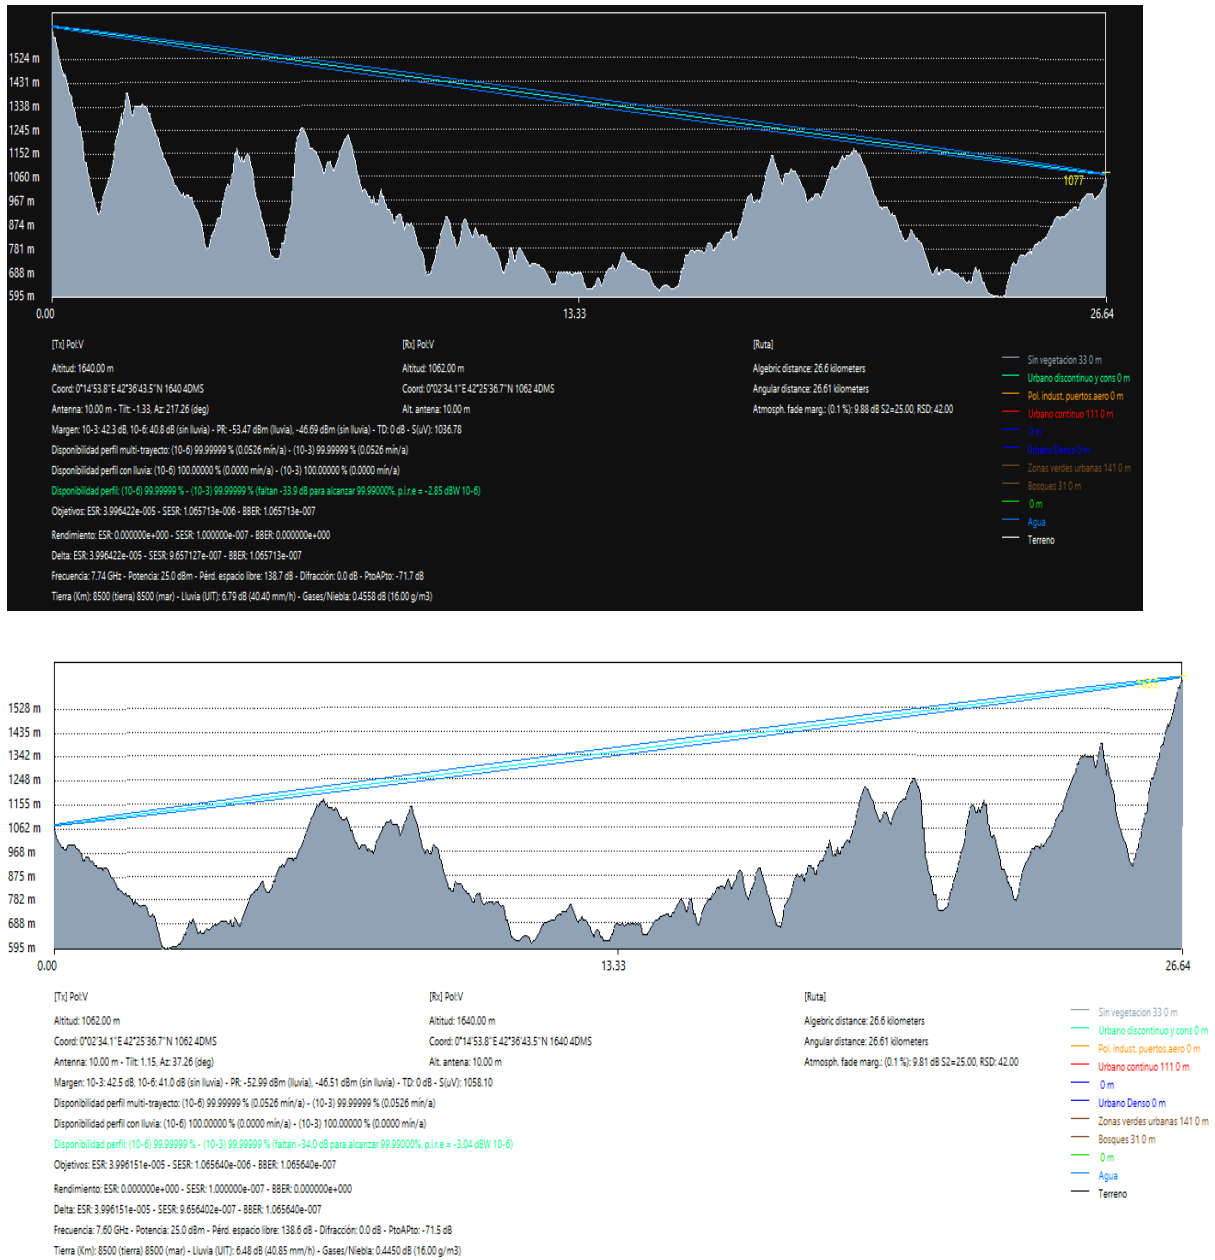 1524 m
1431 m
1338 m
1245 m
1152 m
1060 m
967 m
874 m
781 m
688 m
595 m
1077
0.00 13.33 26.64
[Tx] Pol:V [Rx] Pol:V [Ruta]
Altitud: 1640.00 m Altitud: 1062.00 m Algebric distance: 26.6 kilometers
Coord: 0°14'53.8"E 42°36'43.5"N 1640 4DMS Coord: 0°02'34.1"E 42°25'36.7"N 1062 4DMS Angular distance: 26.61 kilometers
Antenna: 10.00 m - Tilt: -1.33, Az: 217.26 (deg) Alt. antena: 10.00 m Atmosph. fade marg.: (0.1 %): 9.88 dB S2=25.00, RSD: 42.00
Margen: 10-3: 42.3 dB, 10-6: 40.8 dB (sin lluvia) - PR: -53.47 dBm (lluvia), -46.69 dBm (sin lluvia) - TD: 0 dB - S(uV): 1036.78
Disponibilidad perfil multi-trayecto: (10-6) 99.99999 % (0.0526 mín/a) - (10-3) 99.99999 % (0.0526 mín/a)
Disponibilidad perfil con lluvia: (10-6) 100.00000 % (0.0000 mín/a) - (10-3) 100.00000 % (0.0000 mín/a)
Disponibilidad perfil: (10-6) 99.99999 % - (10-3) 99.99999 % (faltan -33.9 dB para alcanzar 99.99000%, p.i.r.e = -2.85 dBW 10-6)
Objetivos: ESR: 3.996422e-005 - SESR: 1.065713e-006 - BBER: 1.065713e-007
Rendimiento: ESR: 0.000000e+000 - SESR: 1.000000e-007 - BBER: 0.000000e+000
Delta: ESR: 3.996422e-005 - SESR: 9.657127e-007 - BBER: 1.065713e-007
Frecuencia: 7.74 GHz - Potencia: 25.0 dBm - Pérd. espacio libre: 138.7 dB - Difracción: 0.0 dB - PtoAPto: -71.7 dB
Tierra (Km): 8500 (tierra) 8500 (mar) - Lluvia (UIT): 6.79 dB (40.40 mm/h) - Gases/Niebla: 0.4558 dB (16.00 g/m3)
Sin vegetacion 33 0 m
Urbano discontinuo y cons 0 m
Pol. indust. puertos.aero 0 m
Urbano continuo 111 0 m
0 m
Urbano Denso 0 m
Zonas verdes urbanas 141 0 m
Bosques 31 0 m
0 m
Agua
Terreno
1528 m
1435 m
1342 m
1248 m
1155 m
1062 m
968 m
875 m
782 m
688 m
595 m
0.00 13.33 26.64
[Tx] Pol:V [Rx] Pol:V [Ruta]
Altitud: 1062.00 m Altitud: 1640.00 m Algebric distance: 26.6 kilometers
Coord: 0°02'34.1"E 42°25'36.7"N 1062 4DMS Coord: 0°14'53.8"E 42°36'43.5"N 1640 4DMS Angular distance: 26.61 kilometers
Antenna: 10.00 m - Tilt: 1.15, Az: 37.26 (deg) Alt. antena: 10.00 m Atmosph. fade marg.: (0.1 %): 9.81 dB S2=25.00, RSD: 42.00
Margen: 10-3: 42.5 dB, 10-6: 41.0 dB (sin lluvia) - PR: -52.99 dBm (lluvia), -46.51 dBm (sin lluvia) - TD: 0 dB - S(uV): 1058.10
Disponibilidad perfil multi-trayecto: (10-6) 99.99999 % (0.0526 mín/a) - (10-3) 99.99999 % (0.0526 mín/a)
Disponibilidad perfil con lluvia: (10-6) 100.00000 % (0.0000 mín/a) - (10-3) 100.00000 % (0.0000 mín/a)
Disponibilidad perfil: (10-6) 99.99999 % - (10-3) 99.99999 % (faltan -34.0 dB para alcanzar 99.99000%, p.i.r.e = -3.04 dBW 10-6)
Objetivos: ESR: 3.996151e-005 - SESR: 1.065640e-006 - BBER: 1.065640e-007
Rendimiento: ESR: 0.000000e+000 - SESR: 1.000000e-007 - BBER: 0.000000e+000
Delta: ESR: 3.996151e-005 - SESR: 9.656402e-007 - BBER: 1.065640e-007
Frecuencia: 7.60 GHz - Potencia: 25.0 dBm - Pérd. espacio libre: 138.6 dB - Difracción: 0.0 dB - PtoAPto: -71.5 dB
Tierra (Km): 8500 (tierra) 8500 (mar) - Lluvia (UIT): 6.48 dB (40.85 mm/h) - Gases/Niebla: 0.4450 dB (16.00 g/m3)
Sin vegetacion 33 0 m
Urbano discontinuo y cons 0 m
Pol. indust. puertos.aero 0 m
Urbano continuo 111 0 m
0 m
Urbano Denso 0 m
Zonas verdes urbanas 141 0 m
Bosques 31 0 m
0 m
Agua
Terreno